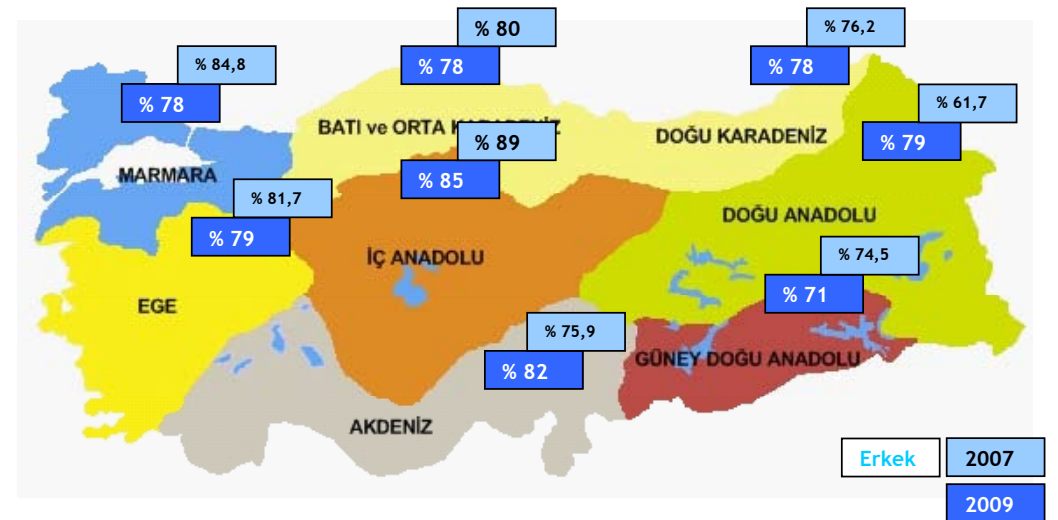 % 80
% 76,2
% 84,8
% 78
% 78
% 78
% 61,7
BATI ve ORTA KARADENİZ
DOĞU KARADENİZ
% 89
% 79
MARMARA
% 85
% 81,7
DOĞU ANADOLU
% 79
İÇ ANADOLU
% 74,5
% 71
EGE
% 75,9
GÜNEY DOĞU ANADOLU
% 82
AKDENİZ
Erkek
2007
2009